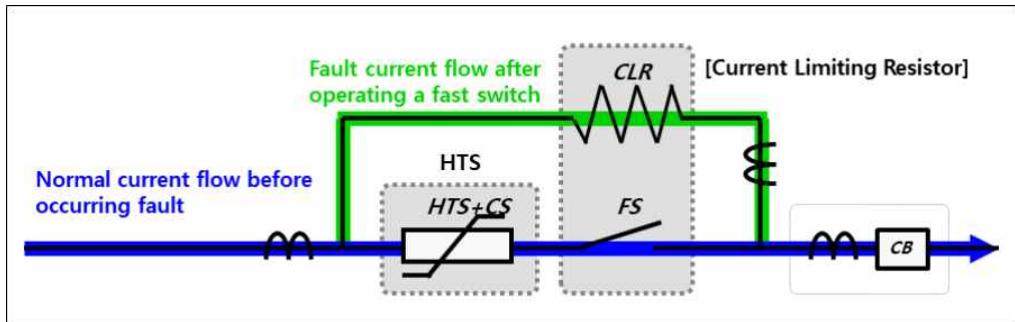 Fault current flow after
operating a fast switch
CLR
[Current Limiting Resistor]
HTS
Normal current flow before
occurring fault
HTS+CS
FS
CB